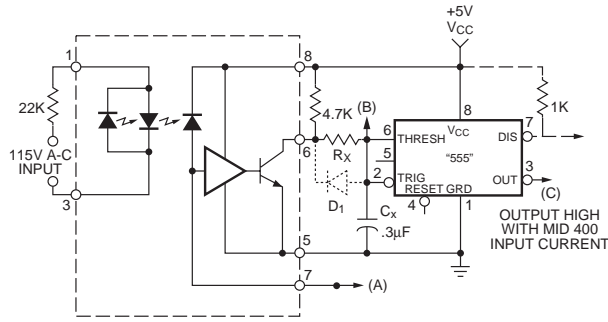 +5V
VCC
1
8
22K
4.7K
(B)
1K
8
VCC
7
6
THRESH
DIS
6
RX
5
"555"
115V A-C
INPUT
2
TRIG
OUT
3
(C)
RESET GRD
D1
4
1
3
CX
.3µF
OUTPUT HIGH
WITH MID 400
INPUT CURRENT
5
7
(A)